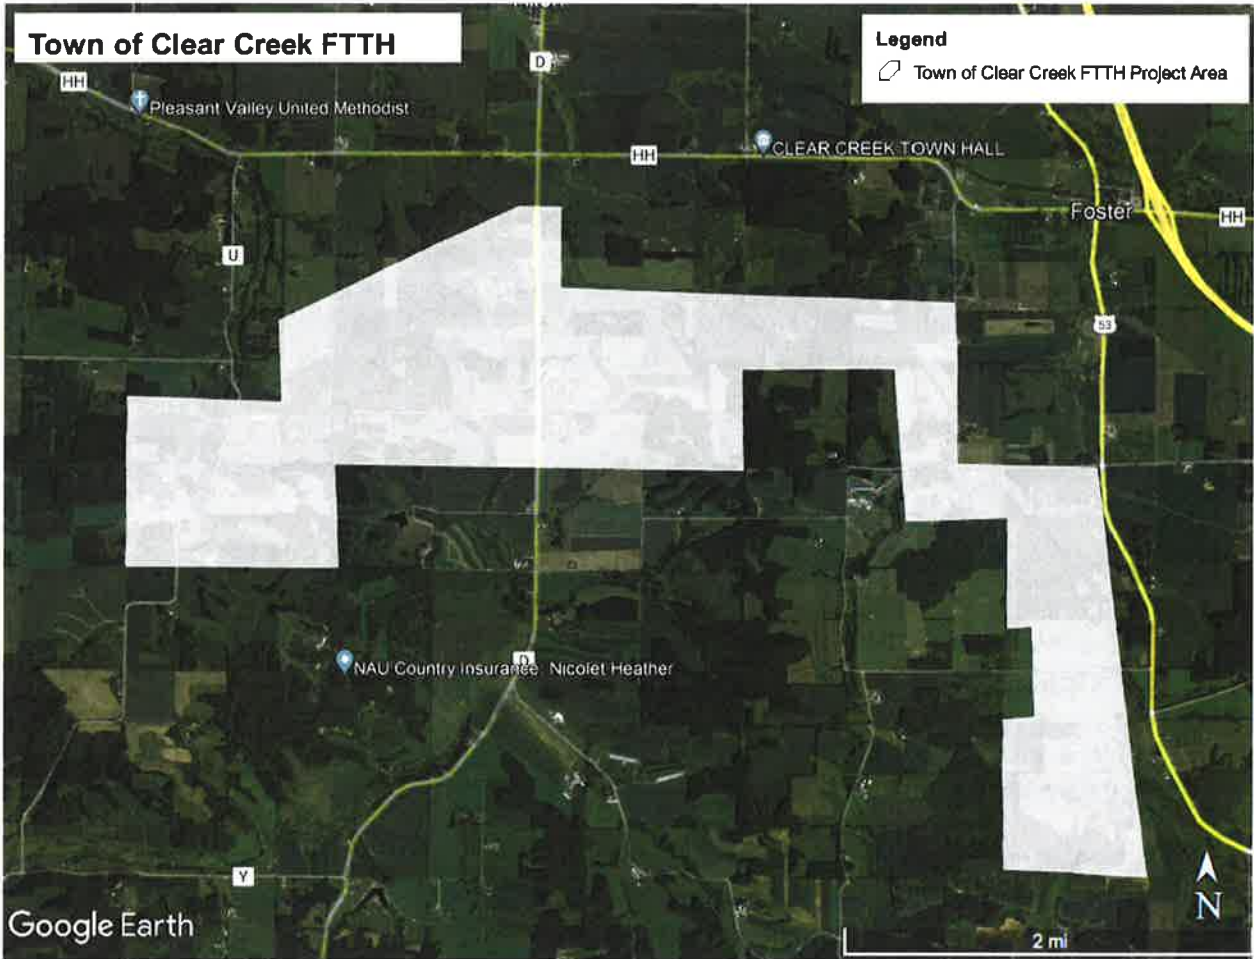 Town of Clear Creek FTTH
Legend
Town of Clear Creek FTTH Project Area
D
HH
Pleasant Valley United Methodist
HH
CLEAR CREEK TOWN HALL
Foster
HH
U
53
D
NAU Country Insurance Nicolet Heather
Y
Google Earth
N
2 mi